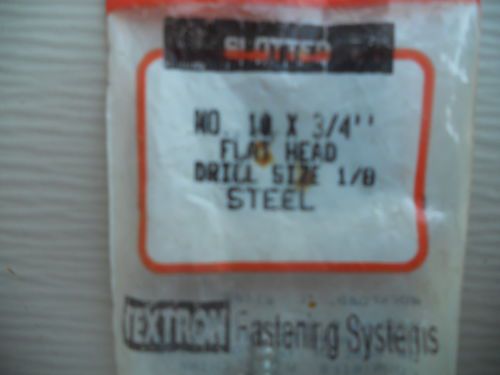 SLOTTED
NO. 10 X 3/4''
FLAT HEAD
DRILL SIZE 1/8
STEEL
TEXTRON Fastening Systems